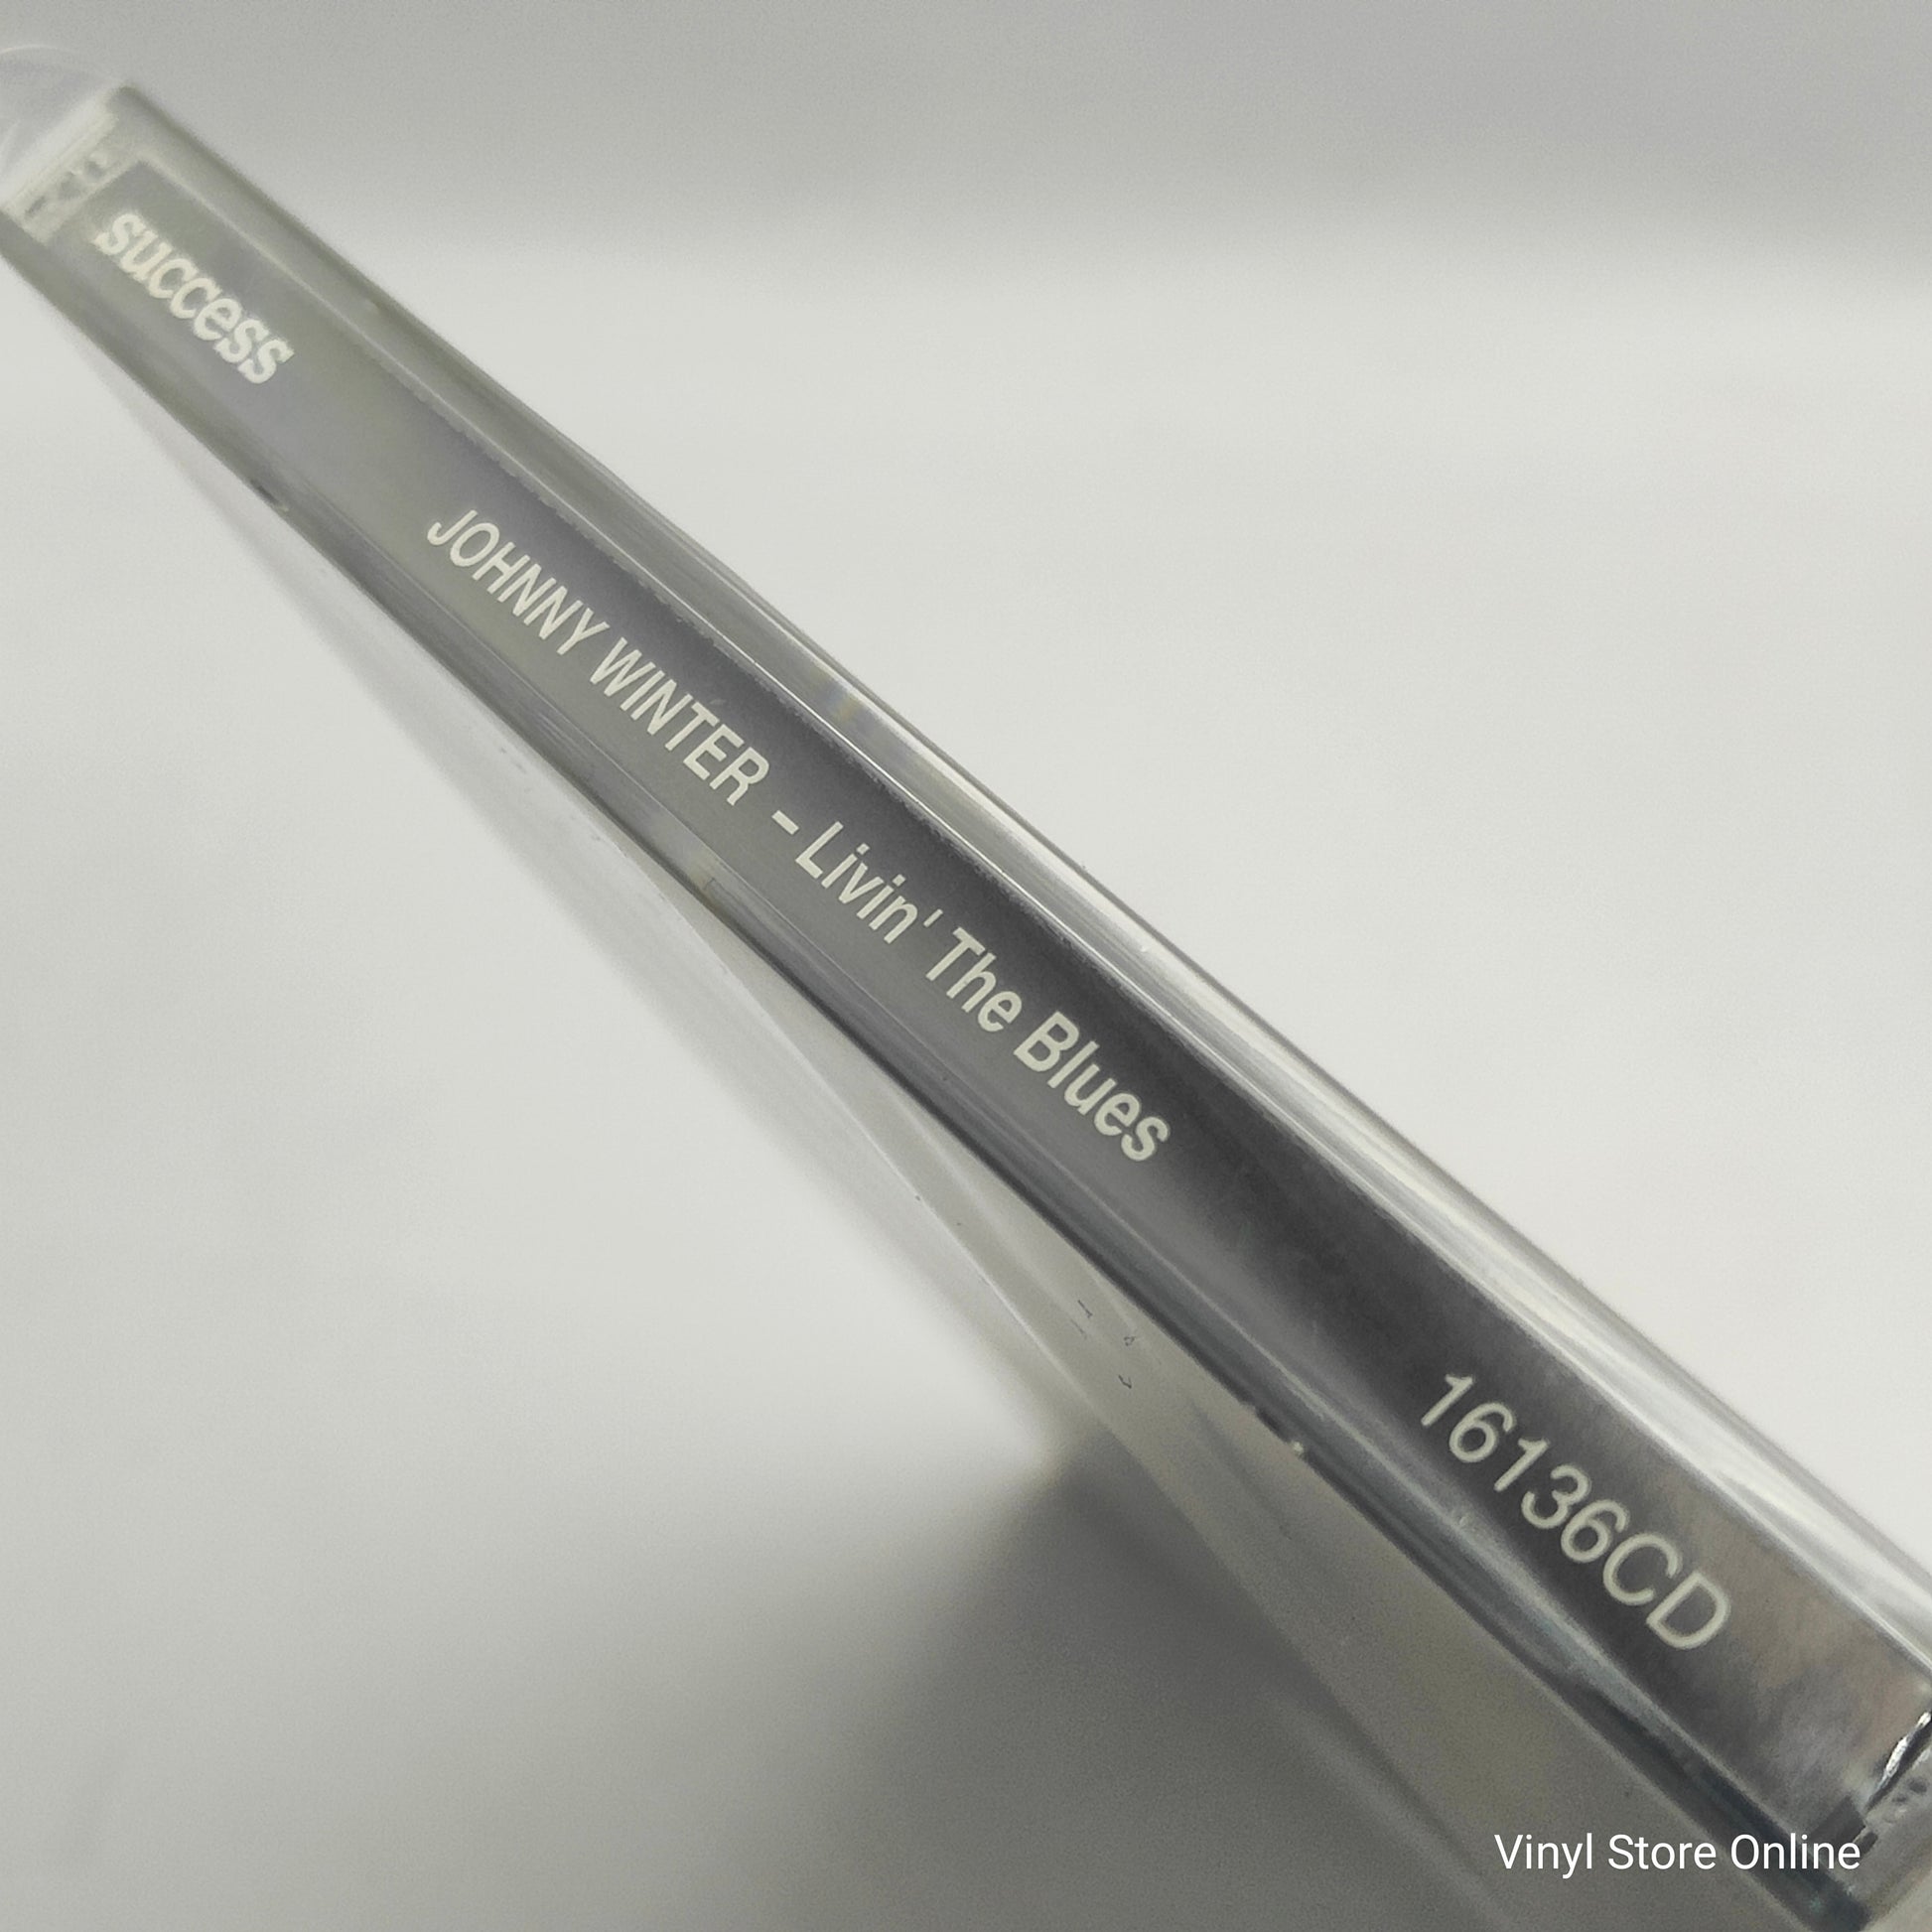 success
JOHNNY WINTER - Livin' The Blues
16136CD
Vinyl Store Online